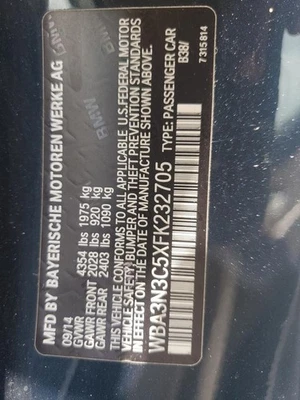 MFD BY BAYERISCHE MOTOREN WERKE AG
09/14
GVWR 4354 lbs 1975 kg
GAWR FRONT 2028 lbs 920 kg
GAWR REAR 2403 lbs 1090 kg
THIS VEHICLE CONFORMS TO ALL APPLICABLE U.S.FEDERAL MOTOR
VEHICLE SAFETY, BUMPER AND THEFT PREVENTION STANDARDS
IN EFFECT ON THE DATE OF MANUFACTURE SHOWN ABOVE.
WBA3N3C5XFK232705 TYPE: PASSENGER CAR
B38/
7 315 814
BMW